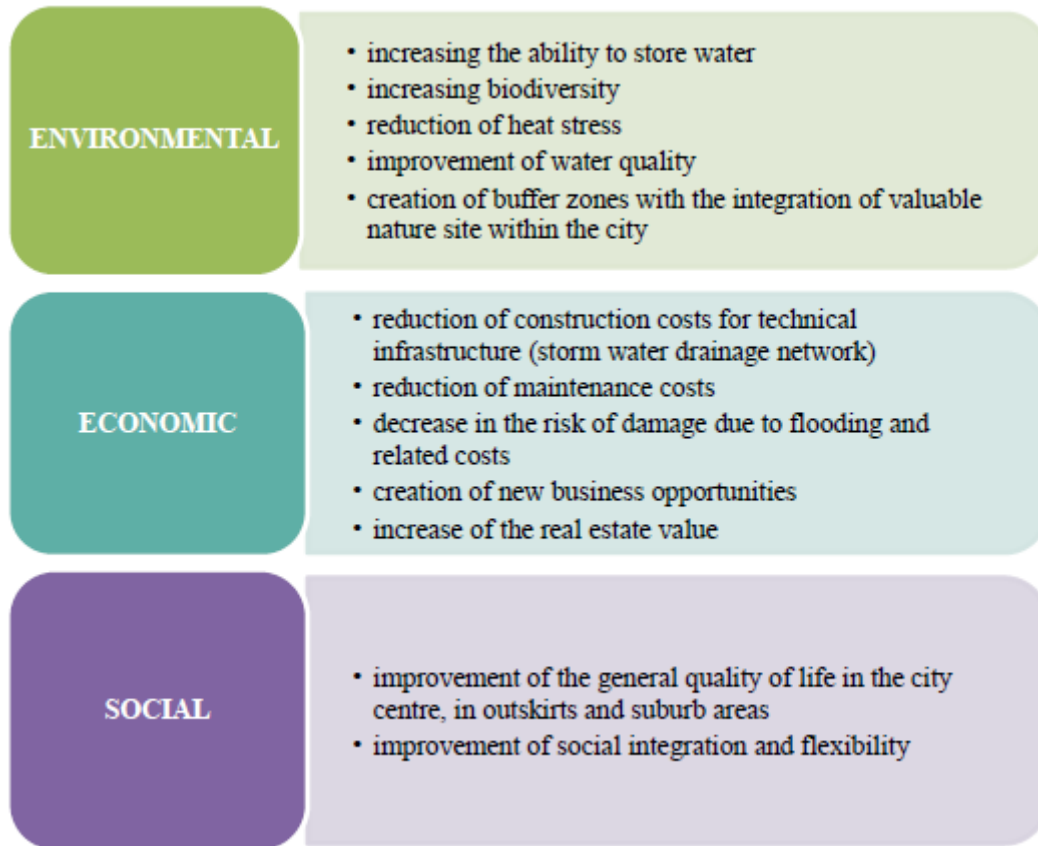 ENVIRONMENTAL
• increasing the ability to store water
• increasing biodiversity
• reduction of heat stress
• improvement of water quality
• creation of buffer zones with the integration of valuable
nature site within the city
ECONOMIC
• reduction of construction costs for technical
infrastructure (storm water drainage network)
• reduction of maintenance costs
• decrease in the risk of damage due to flooding and
related costs
• creation of new business opportunities
• increase of the real estate value
SOCIAL
• improvement of the general quality of life in the city
centre, in outskirts and suburb areas
• improvement of social integration and flexibility